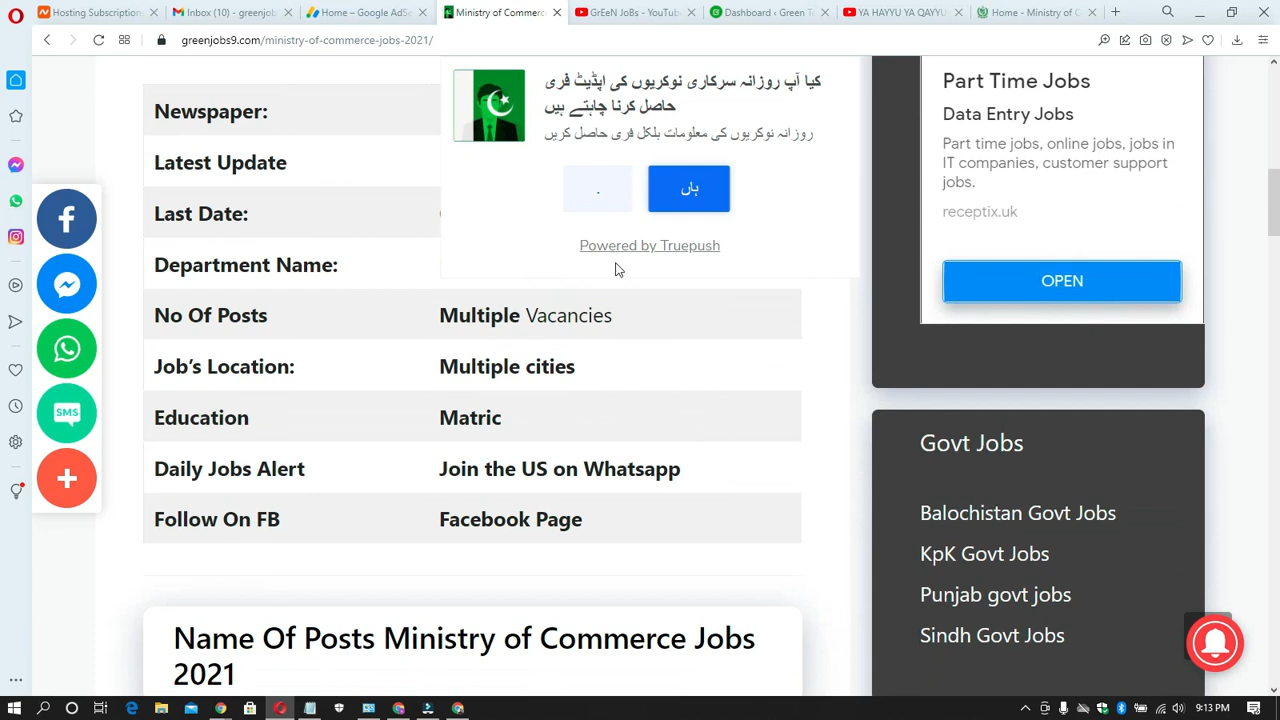 Hosting Subscription
Inbox (10) - greenjob
Home – Google AdSe
Ministry of Commerc
GrEeN JoBs - YouTube
Dashboard ‹ Green T
YA HAYYU YA QAYYU
Home - Ministry of C
greenjobs9.com/ministry-of-commerce-jobs-2021/
کیا آپ روزانہ سرکاری نوکریوں کی اپڈیٹ فری
حاصل کرنا چاہتے ہیں
روزانہ نوکریوں کی معلومات بلکل فری حاصل کریں
.
ہاں
Powered by Truepush
Newspaper:
Latest Update
Last Date:
Department Name:
No Of Posts Multiple Vacancies
Job’s Location: Multiple cities
Education Matric
Daily Jobs Alert Join the US on Whatsapp
Follow On FB Facebook Page
Name Of Posts Ministry of Commerce Jobs
2021
SMS
Part Time Jobs
Data Entry Jobs
Part time jobs, online jobs, jobs in
IT companies, customer support
jobs.
receptix.uk
OPEN
Govt Jobs
Balochistan Govt Jobs
KpK Govt Jobs
Punjab govt jobs
Sindh Govt Jobs
9:13 PM